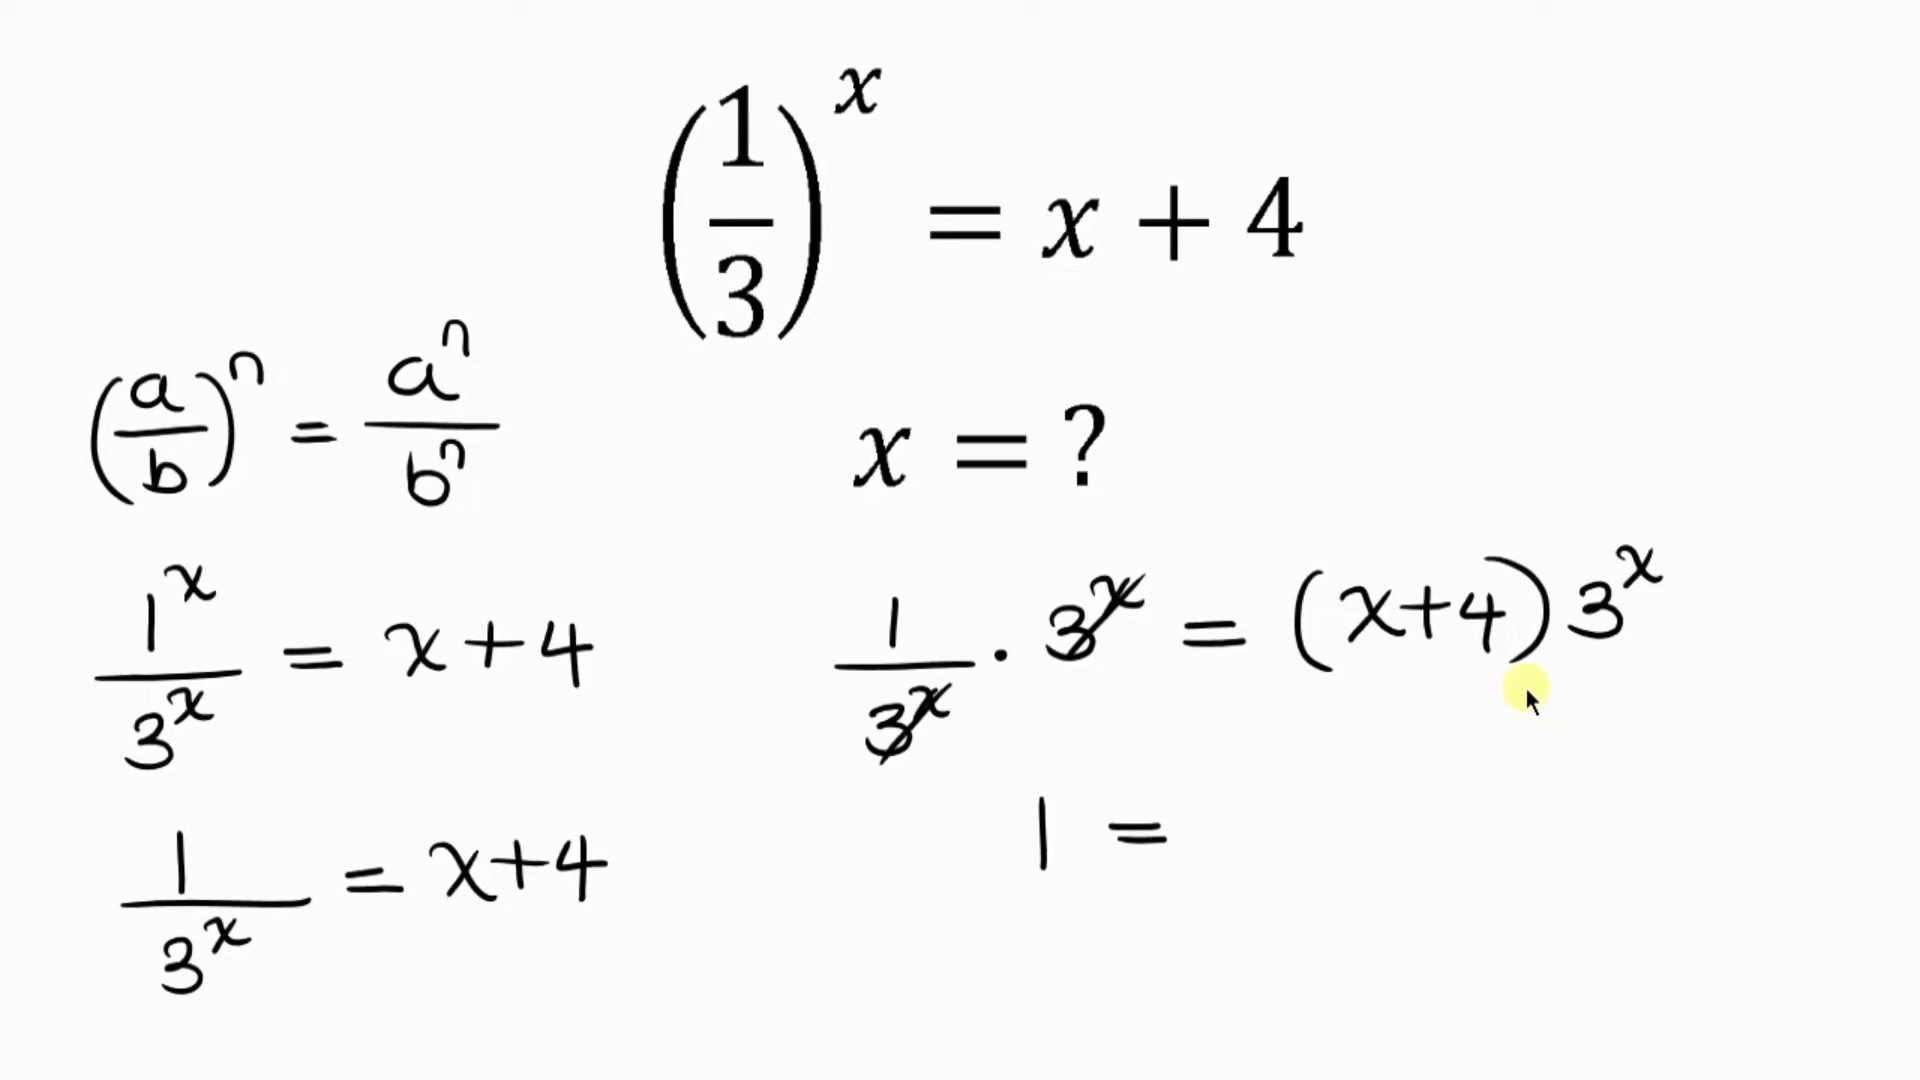 (1/3)^x = x + 4
x = ?
(a/b)^n = a^n/b^n
1^x/3^x = x+4
1/3^x = x+4
1/3^x · 3^x = (x+4)3^x
1 =